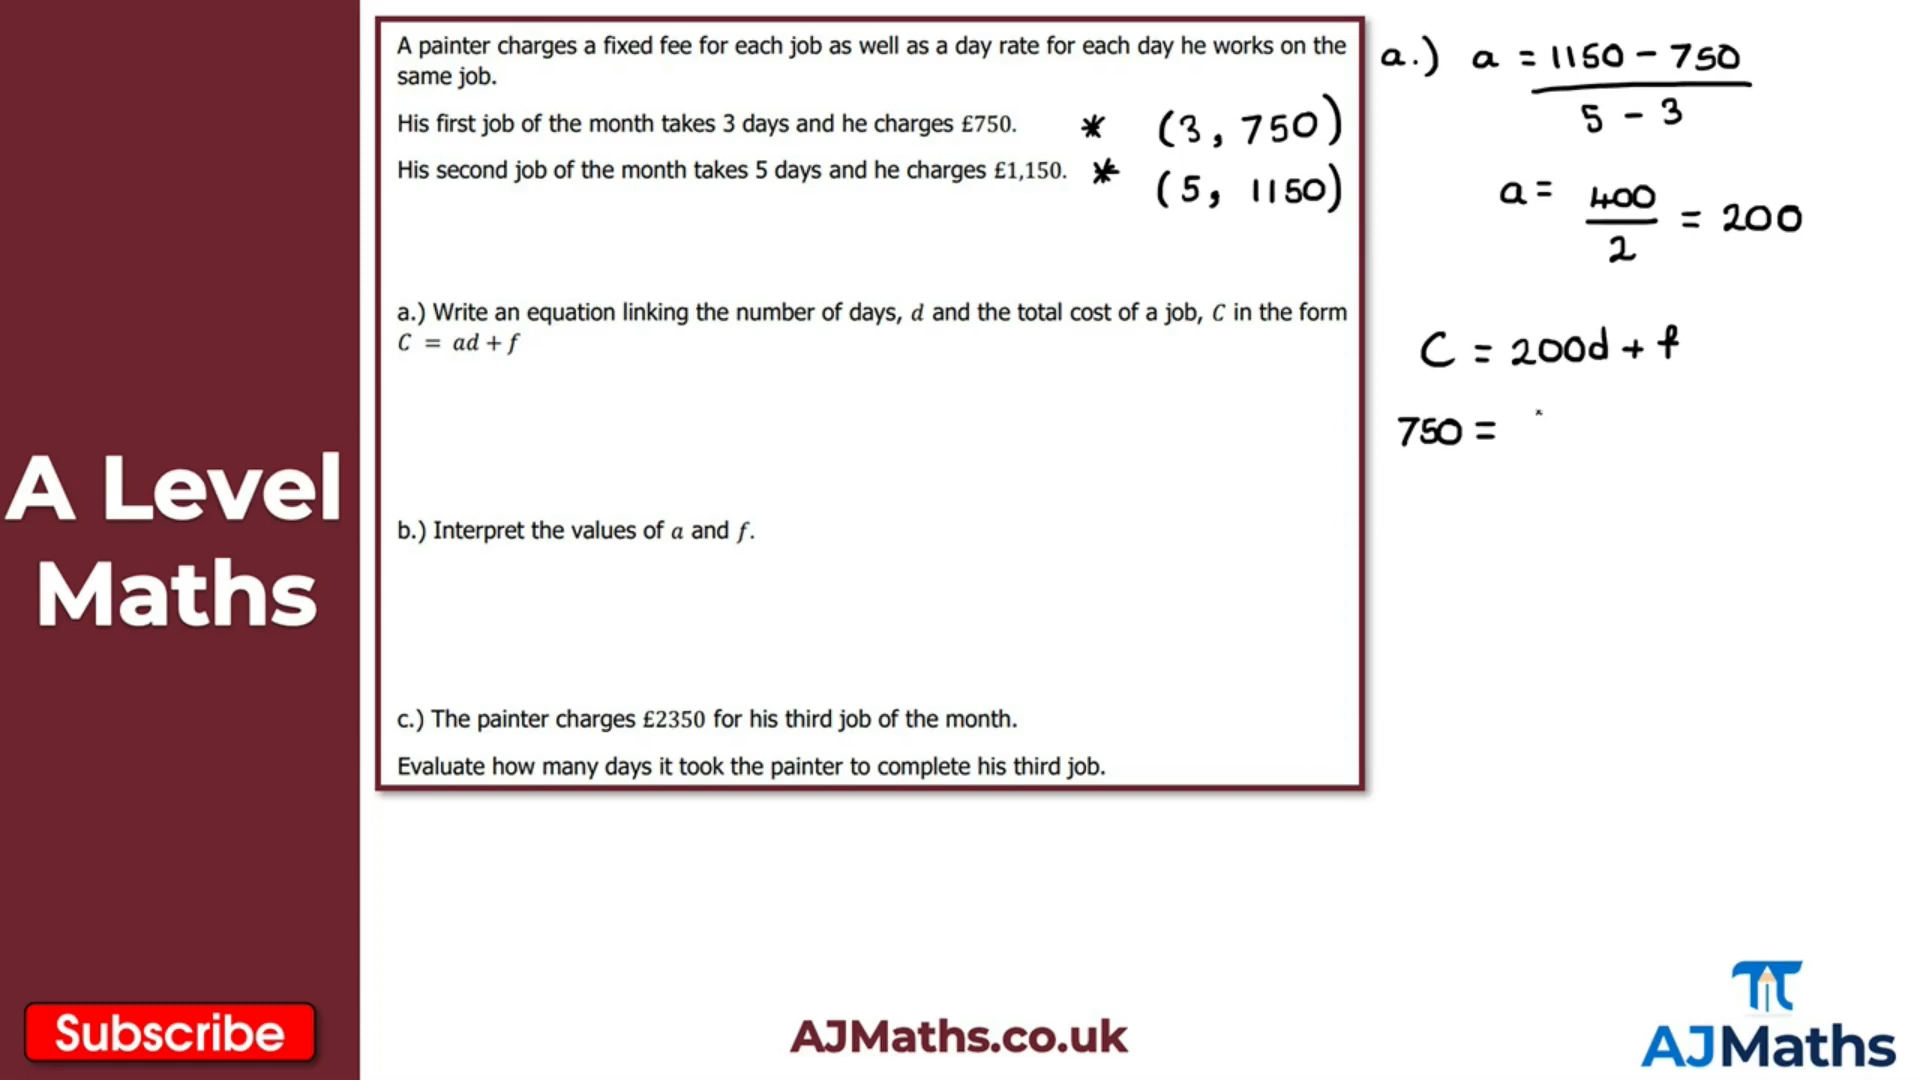 A painter charges a fixed fee for each job as well as a day rate for each day he works on the
same job.
His first job of the month takes 3 days and he charges £750. * (3, 750)
His second job of the month takes 5 days and he charges £1,150. * (5, 1150)
a.) Write an equation linking the number of days, d and the total cost of a job, C in the form
C = ad + f
b.) Interpret the values of a and f.
c.) The painter charges £2350 for his third job of the month.
Evaluate how many days it took the painter to complete his third job.
a.) a = 1150 - 750
5 - 3
a = 400 = 200
2
C = 200d + f
750 =
A Level
Maths
Subscribe
AJMaths.co.uk
AJMaths